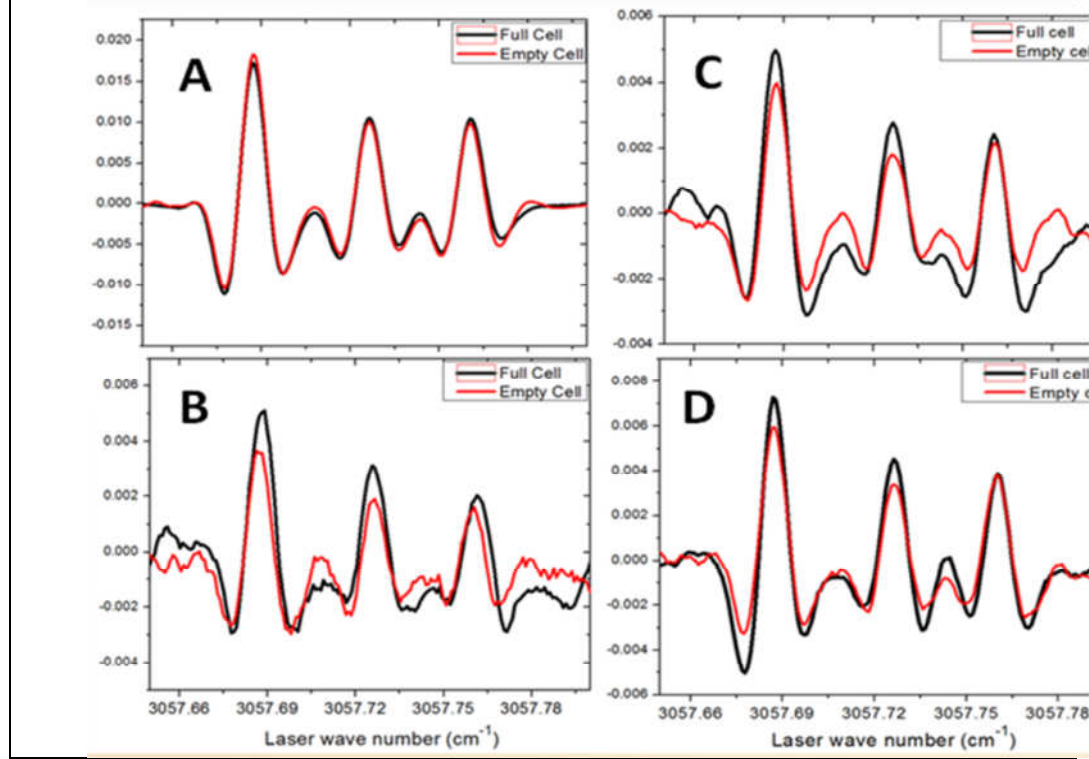 A
Full Cell
Empty Cell
0.020
0.015
0.010
0.005
0.000
-0.005
-0.010
-0.015
C
Full cell
Empty cel
0.006
0.004
0.002
0.000
-0.002
-0.004
B
Full Cell
Empty Cell
0.006
0.004
0.002
0.000
-0.002
-0.004
3057.66 3057.69 3057.72 3057.75 3057.78
Laser wave number (cm⁻¹)
D
Full cell
Empty c
0.008
0.006
0.004
0.002
0.000
-0.002
-0.004
-0.006
3057.66 3057.69 3057.72 3057.75 3057.78
Laser wave number (cm⁻¹)